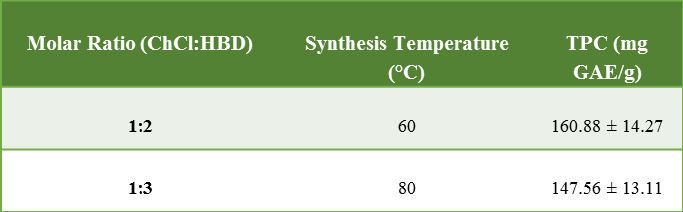 Molar Ratio (ChCl:HBD) Synthesis Temperature TPC (mg
(°C) GAE/g)
1:2 60 160.88 ± 14.27
1:3 80 147.56 ± 13.11